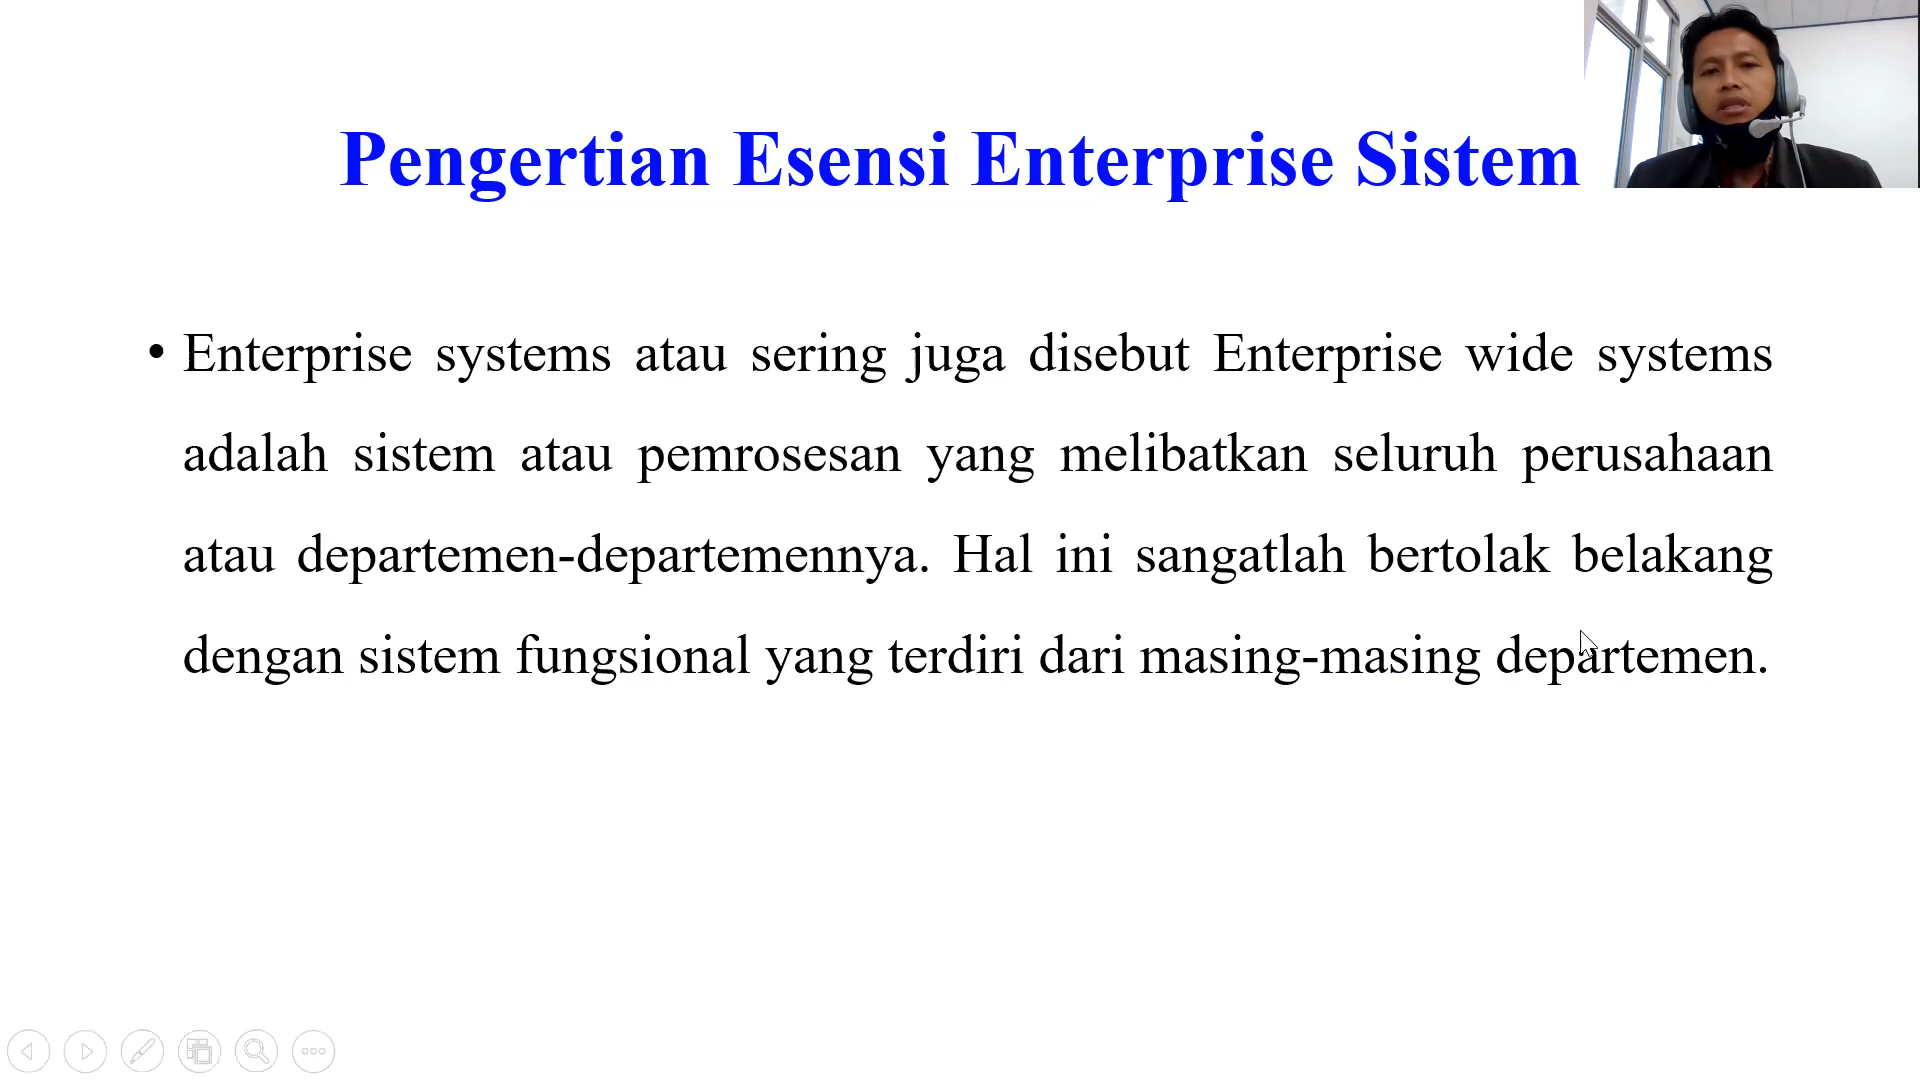 Pengertian Esensi Enterprise Sistem
• Enterprise systems atau sering juga disebut Enterprise wide systems
adalah sistem atau pemrosesan yang melibatkan seluruh perusahaan
atau departemen-departemennya. Hal ini sangatlah bertolak belakang
dengan sistem fungsional yang terdiri dari masing-masing departemen.